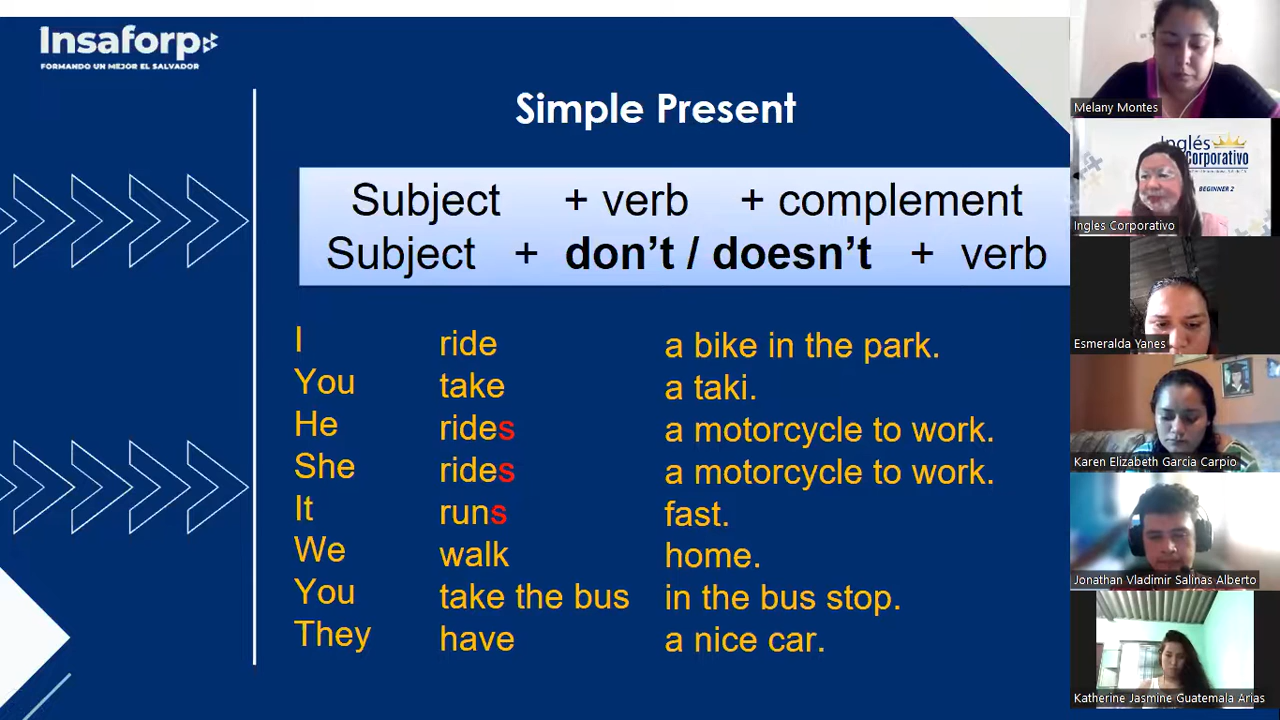 Insaforp
FORMANDO UN MEJOR EL SALVADOR
Simple Present
Subject + verb + complement
Subject + don't / doesn't + verb
I ride a bike in the park.
You take a taki.
He rides a motorcycle to work.
She rides a motorcycle to work.
It runs fast.
We walk home.
You take the bus in the bus stop.
They have a nice car.
Melany Montes
Inglés
Corporativo
BEGINNER 2
Ingles Corporativo
Esmeralda Yanes
Karen Elizabeth Garcia Carpio
Jonathan Vladimir Salinas Alberto
Katherine Jasmine Guatemala Arias